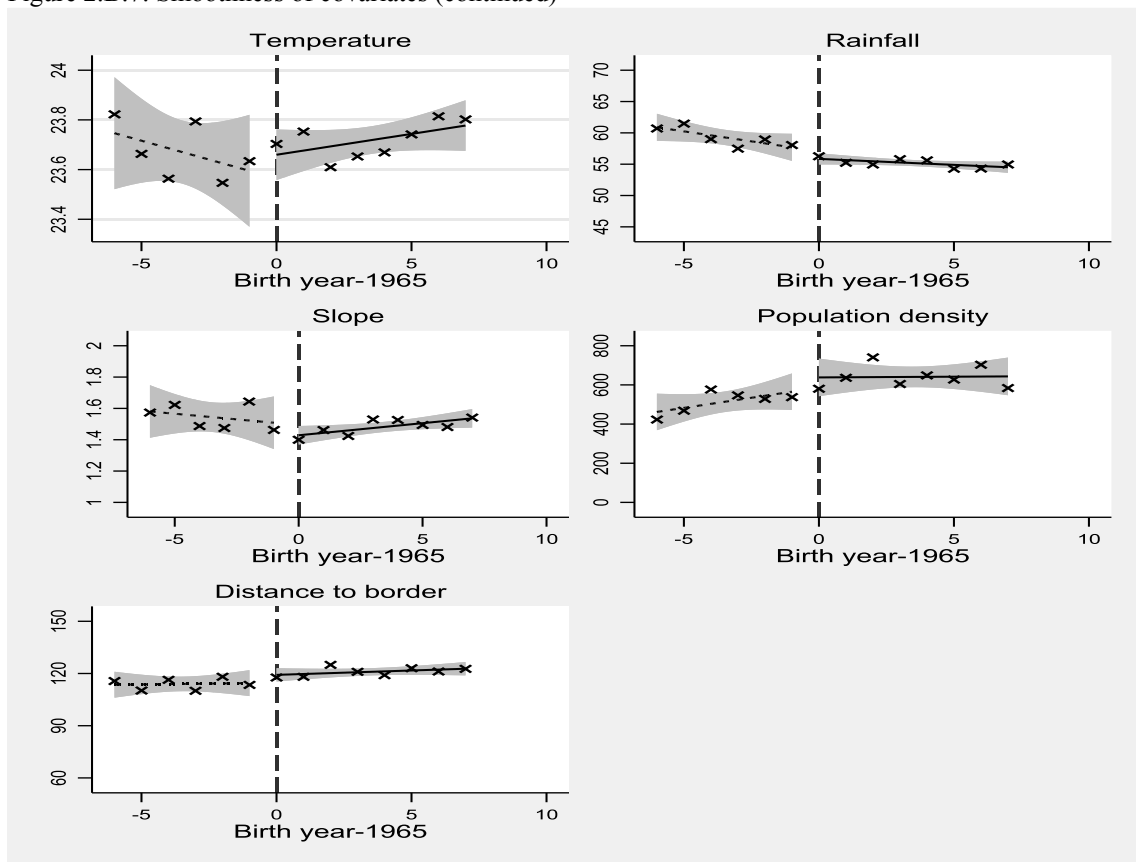 Figure 2.B.7: Smoothness of covariates (continued)
Temperature
24
23.8
23.6
23.4
-5 0 5 10
Birth year-1965
Rainfall
70
65
60
55
50
45
-5 0 5 10
Birth year-1965
Slope
2
1.8
1.6
1.4
1.2
1
-5 0 5 10
Birth year-1965
Population density
800
600
400
200
0
-5 0 5 10
Birth year-1965
Distance to border
150
120
90
60
-5 0 5 10
Birth year-1965